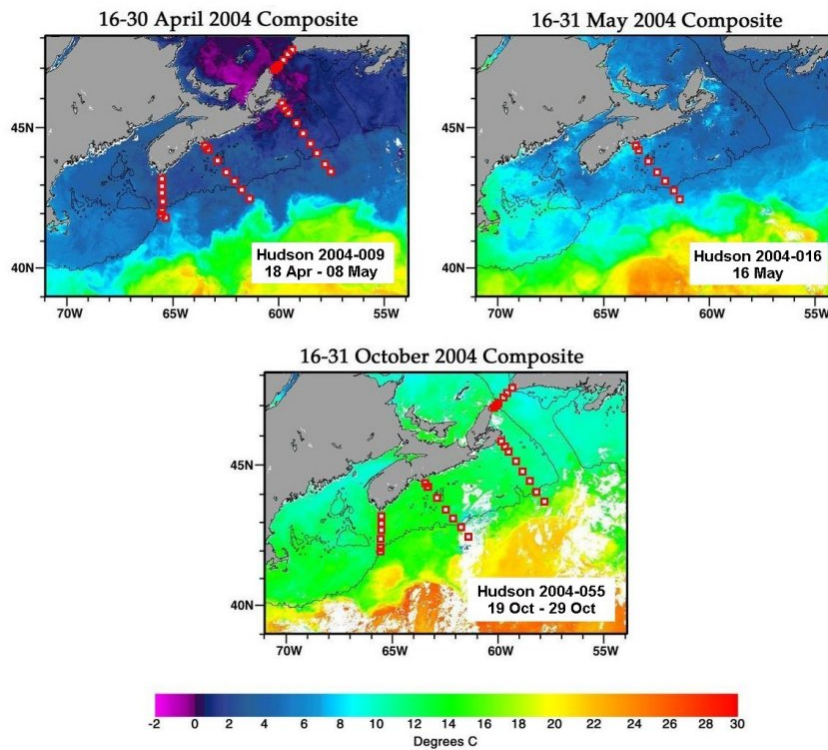 16-30 April 2004 Composite
16-31 May 2004 Composite
45N
40N
70W 65W 60W 55W
Hudson 2004-009
18 Apr - 08 May
45N
40N
70W 65W 60W 55W
Hudson 2004-016
16 May
16-31 October 2004 Composite
45N
40N
70W 65W 60W 55W
Hudson 2004-055
19 Oct - 29 Oct
-2 0 2 4 6 8 10 12 14 16 18 20 22 24 26 28 30
Degrees C